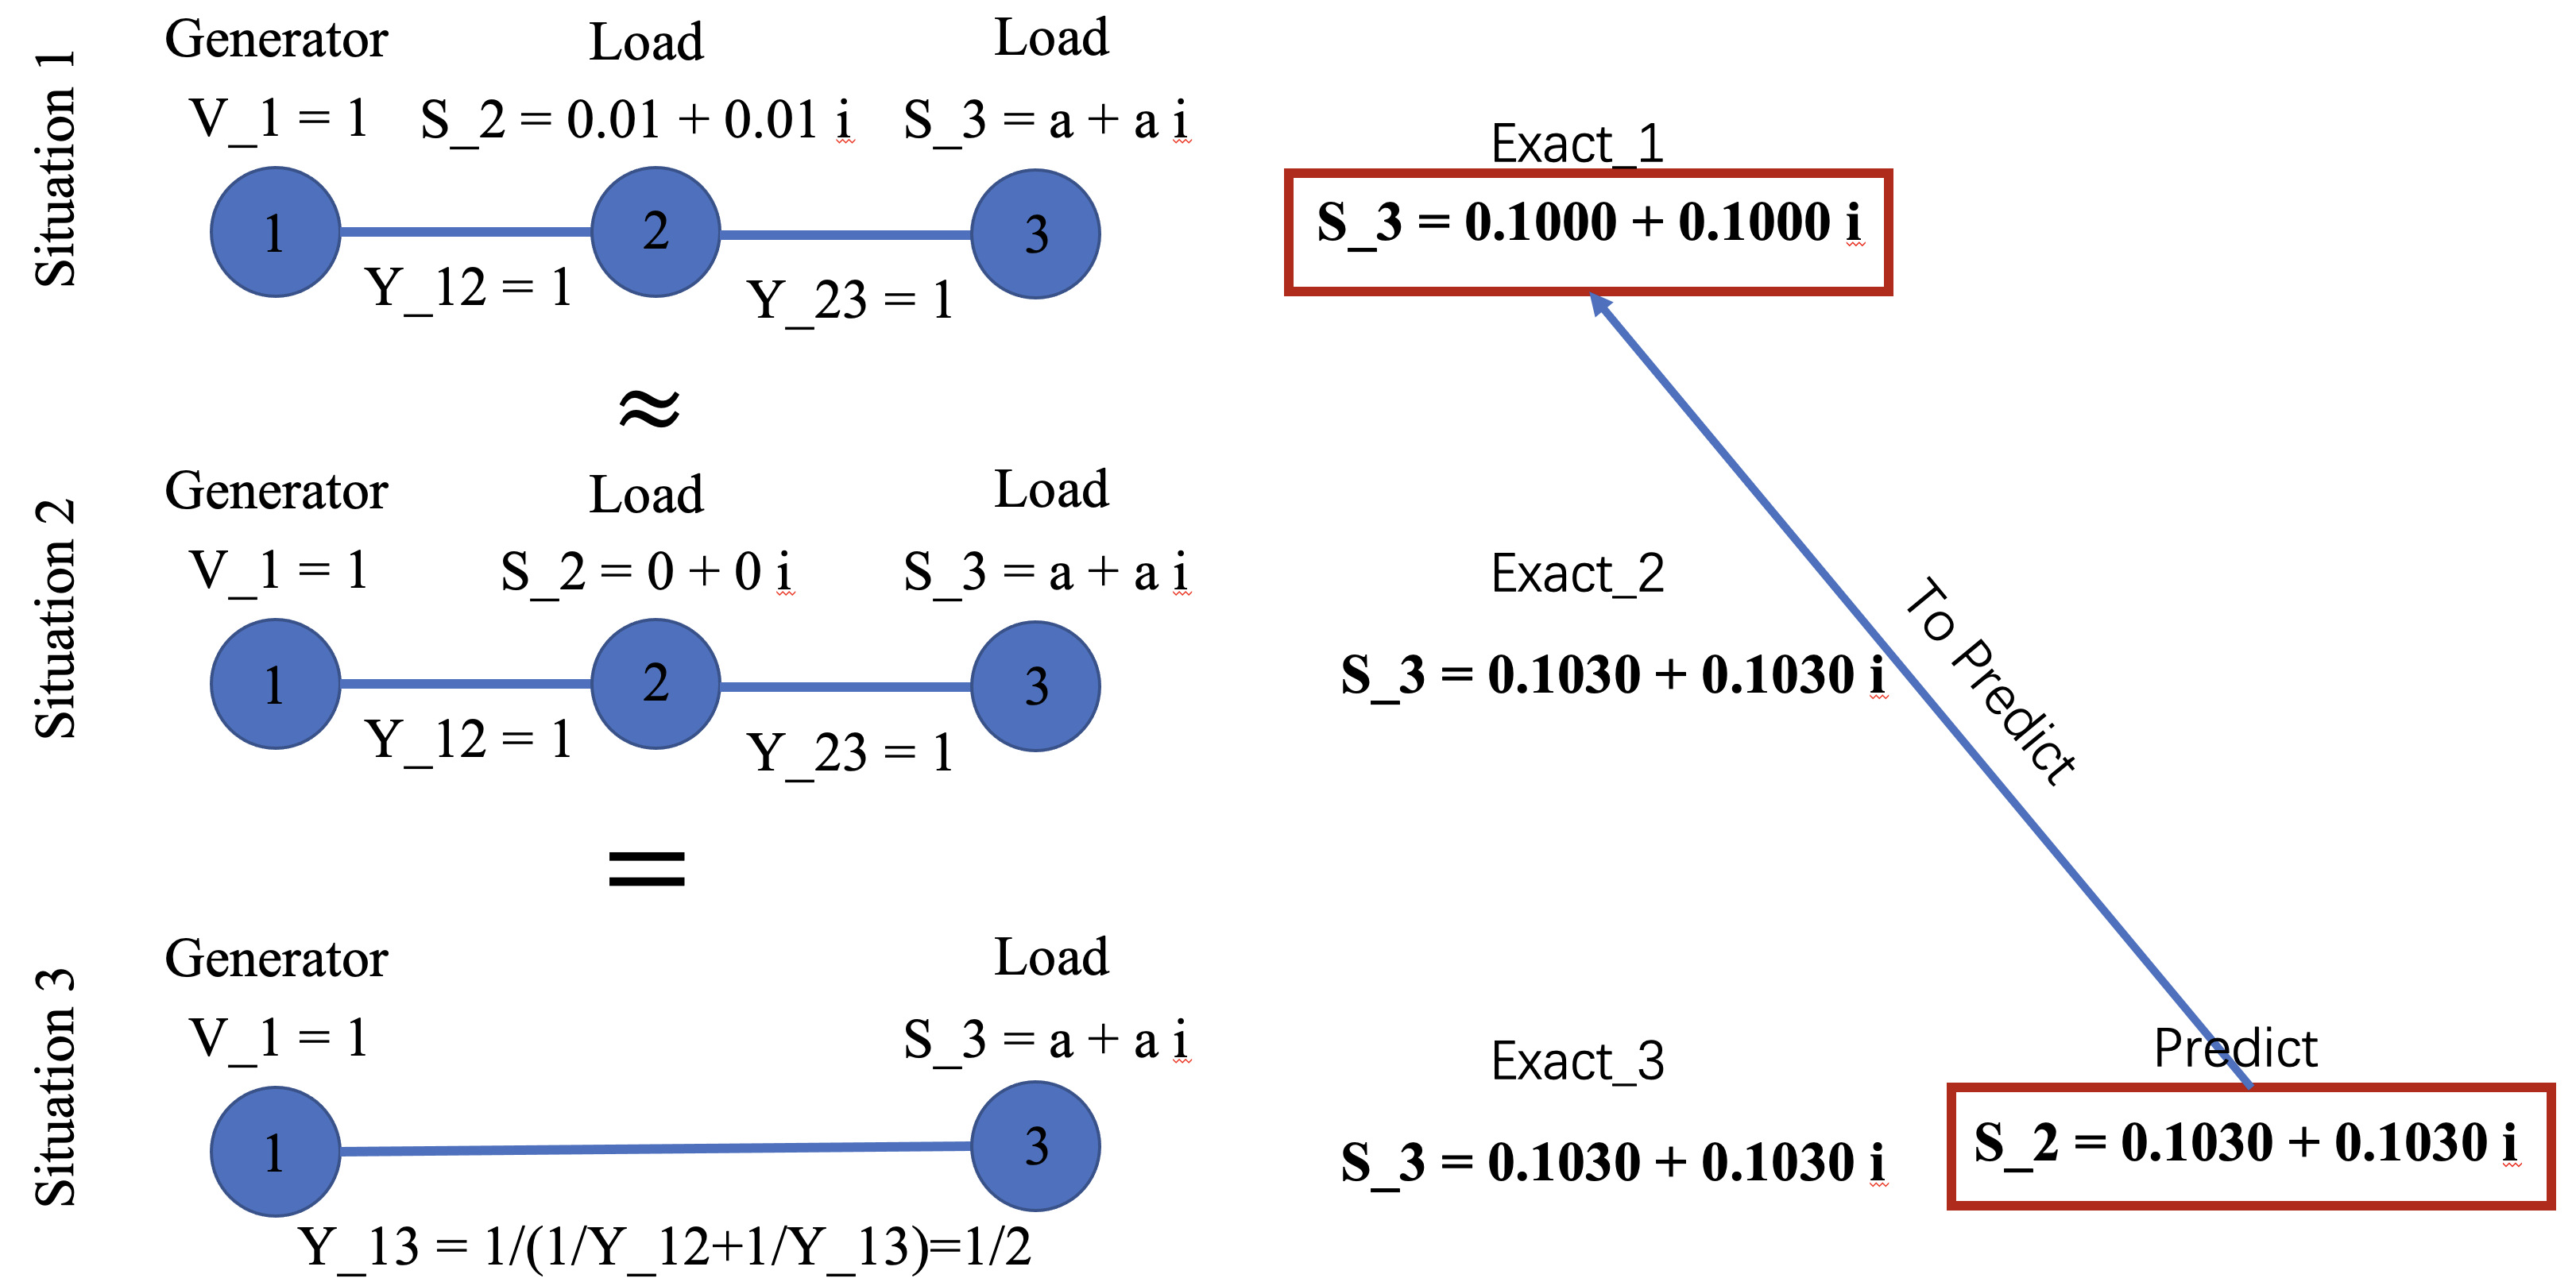 Situation 1
Generator
Load
Load
V_1 = 1
S_2 = 0.01 + 0.01 i
S_3 = a + a i
1
2
3
Y_12 = 1
Y_23 = 1
Exact_1
S_3 = 0.1000 + 0.1000 i
≈
Situation 2
Generator
Load
Load
V_1 = 1
S_2 = 0 + 0 i
S_3 = a + a i
1
2
3
Y_12 = 1
Y_23 = 1
Exact_2
S_3 = 0.1030 + 0.1030 i
To Predict
=
Situation 3
Generator
Load
V_1 = 1
S_3 = a + a i
1
3
Y_13 = 1/(1/Y_12+1/Y_13)=1/2
Exact_3
S_3 = 0.1030 + 0.1030 i
Predict
S_2 = 0.1030 + 0.1030 i